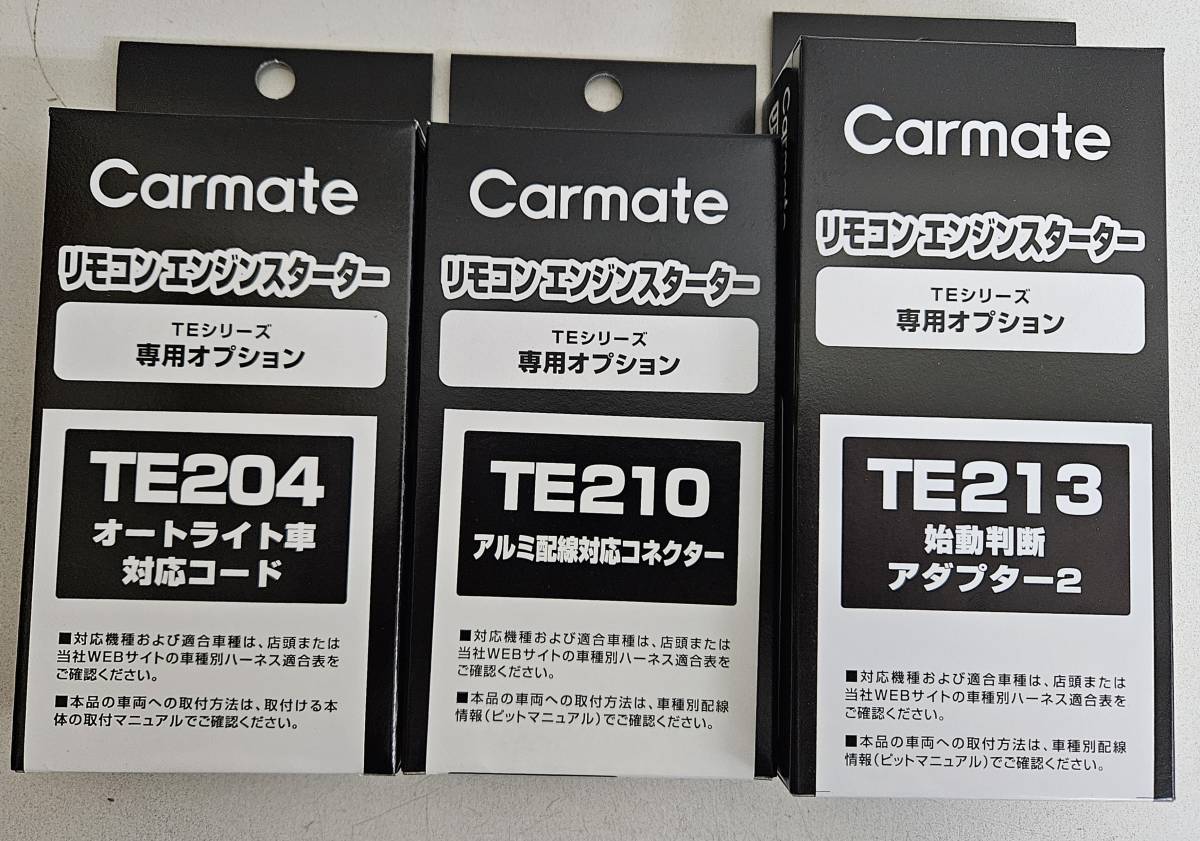 Carmate
リモコンエンジンスターター
TEシリーズ
専用オプション
TE204
オートライト車
対応コード
■対応機種および適合車種は、店頭または
当社WEBサイトの車種別ハーネス適合表を
ご確認ください。
■本品の車両への取付方法は、取付ける本
体の取付マニュアルでご確認ください。
Carmate
リモコンエンジンスターター
TEシリーズ
専用オプション
TE210
アルミ配線対応コネクター
■対応機種および適合車種は、店頭または
当社WEBサイトの車種別ハーネス適合表を
ご確認ください。
■本品の車両への取付方法は、車種別配線
情報(ピットマニュアル)でご確認ください。
Carmate
Carmate
リモコンエンジンスターター
TEシリーズ
専用オプション
TE213
始動判断
アダプター2
■対応機種および適合車種は、店頭または
当社WEBサイトの車種別ハーネス適合表を
ご確認ください。
■本品の車両への取付方法は、車種別配線
情報(ピットマニュアル)でご確認ください。